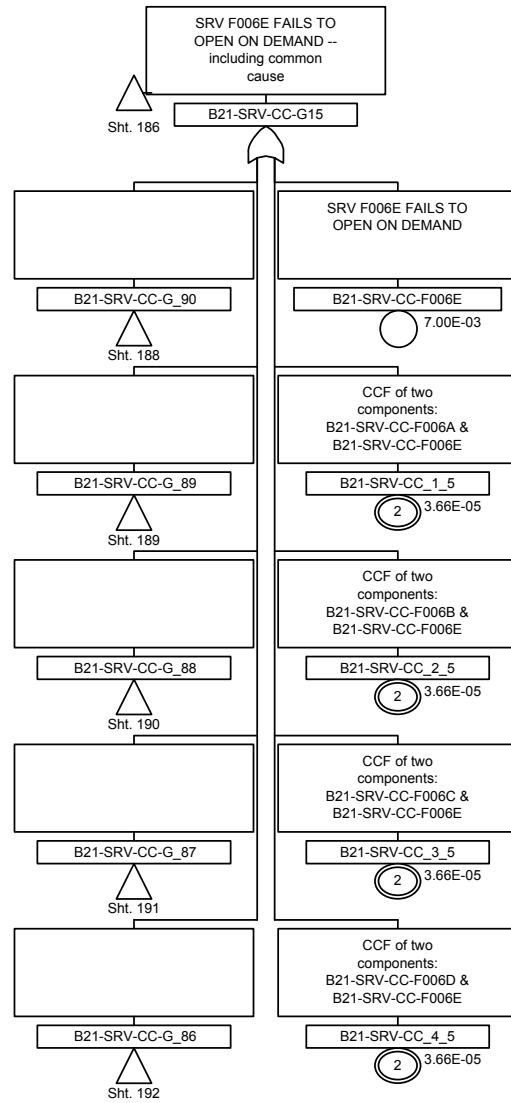 SRV F006E FAILS TO
OPEN ON DEMAND --
including common
cause
Sht. 186
B21-SRV-CC-G15
SRV F006E FAILS TO
OPEN ON DEMAND
B21-SRV-CC-G_90
B21-SRV-CC-F006E
7.00E-03
Sht. 188
CCF of two
components:
B21-SRV-CC-F006A &
B21-SRV-CC-F006E
B21-SRV-CC-G_89
B21-SRV-CC_1_5
2
3.66E-05
Sht. 189
CCF of two
components:
B21-SRV-CC-F006B &
B21-SRV-CC-F006E
B21-SRV-CC-G_88
B21-SRV-CC_2_5
2
3.66E-05
Sht. 190
CCF of two
components:
B21-SRV-CC-F006C &
B21-SRV-CC-F006E
B21-SRV-CC-G_87
B21-SRV-CC_3_5
2
3.66E-05
Sht. 191
CCF of two
components:
B21-SRV-CC-F006D &
B21-SRV-CC-F006E
B21-SRV-CC-G_86
B21-SRV-CC_4_5
2
3.66E-05
Sht. 192